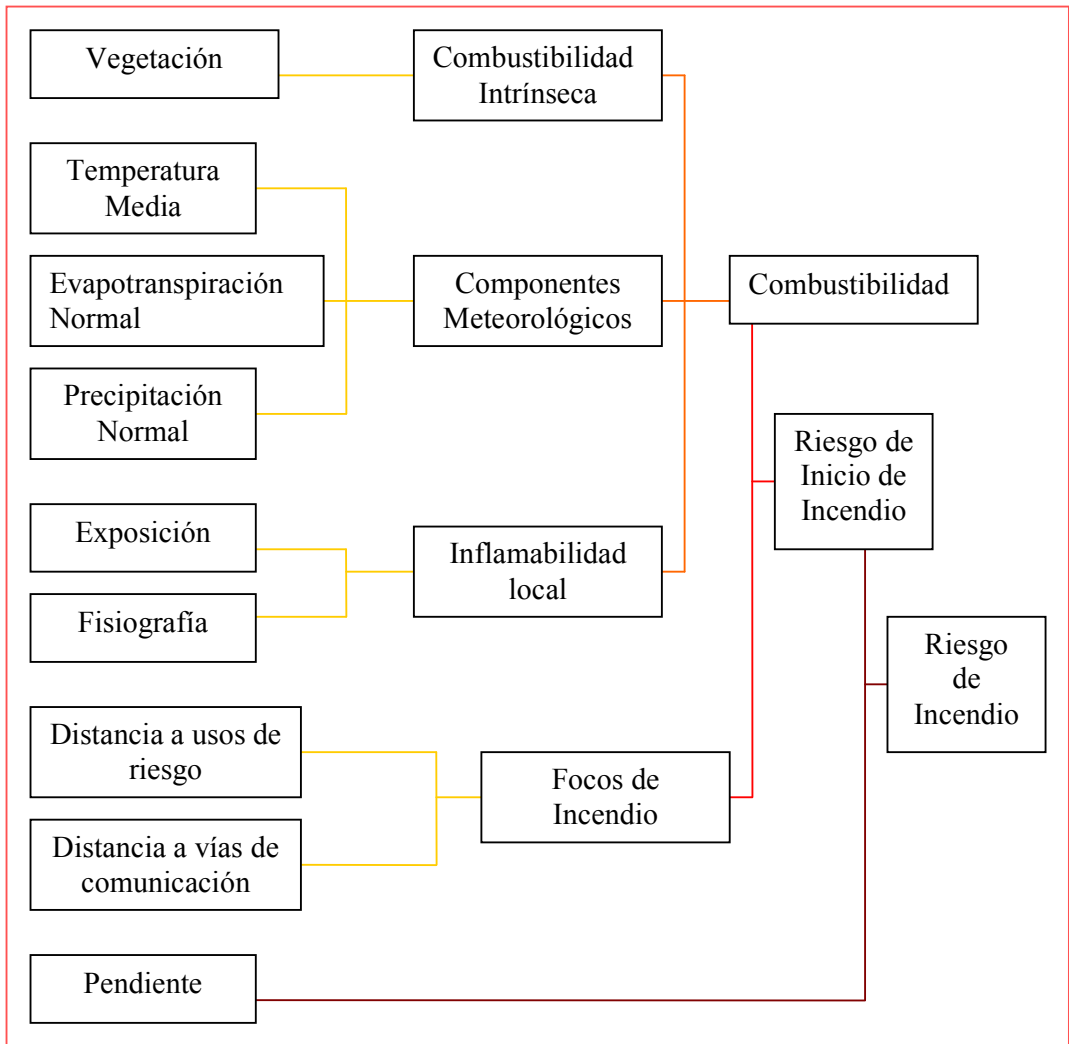 Vegetación
Combustibilidad
Intrínseca
Temperatura
Media
Evapotranspiración
Normal
Componentes
Meteorológicos
Combustibilidad
Precipitación
Normal
Riesgo de
Inicio de
Incendio
Exposición
Inflamabilidad
local
Fisiografía
Riesgo
de
Incendio
Distancia a usos de
riesgo
Focos de
Incendio
Distancia a vías de
comunicación
Pendiente